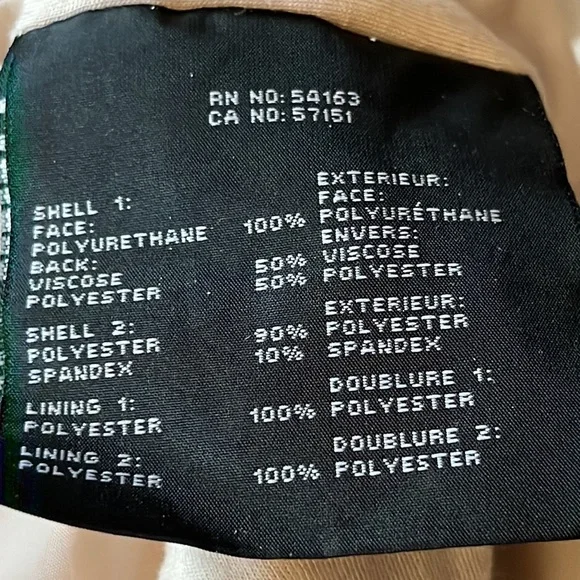 RN NO: 54163
CA NO: 57151
SHELL 1:
FACE:
POLYURETHANE 100%
BACK:
VISCOSE 50%
POLYESTER 50%
SHELL 2:
POLYESTER 90%
SPANDEX 10%
LINING 1:
POLYESTER 100%
LINING 2:
POLYESTER 100%
EXTERIEUR:
FACE:
POLYURÉTHANE
ENVERS:
VISCOSE
POLYESTER
EXTERIEUR:
POLYESTER
SPANDEX
DOUBLURE 1:
POLYESTER
DOUBLURE 2:
POLYESTER